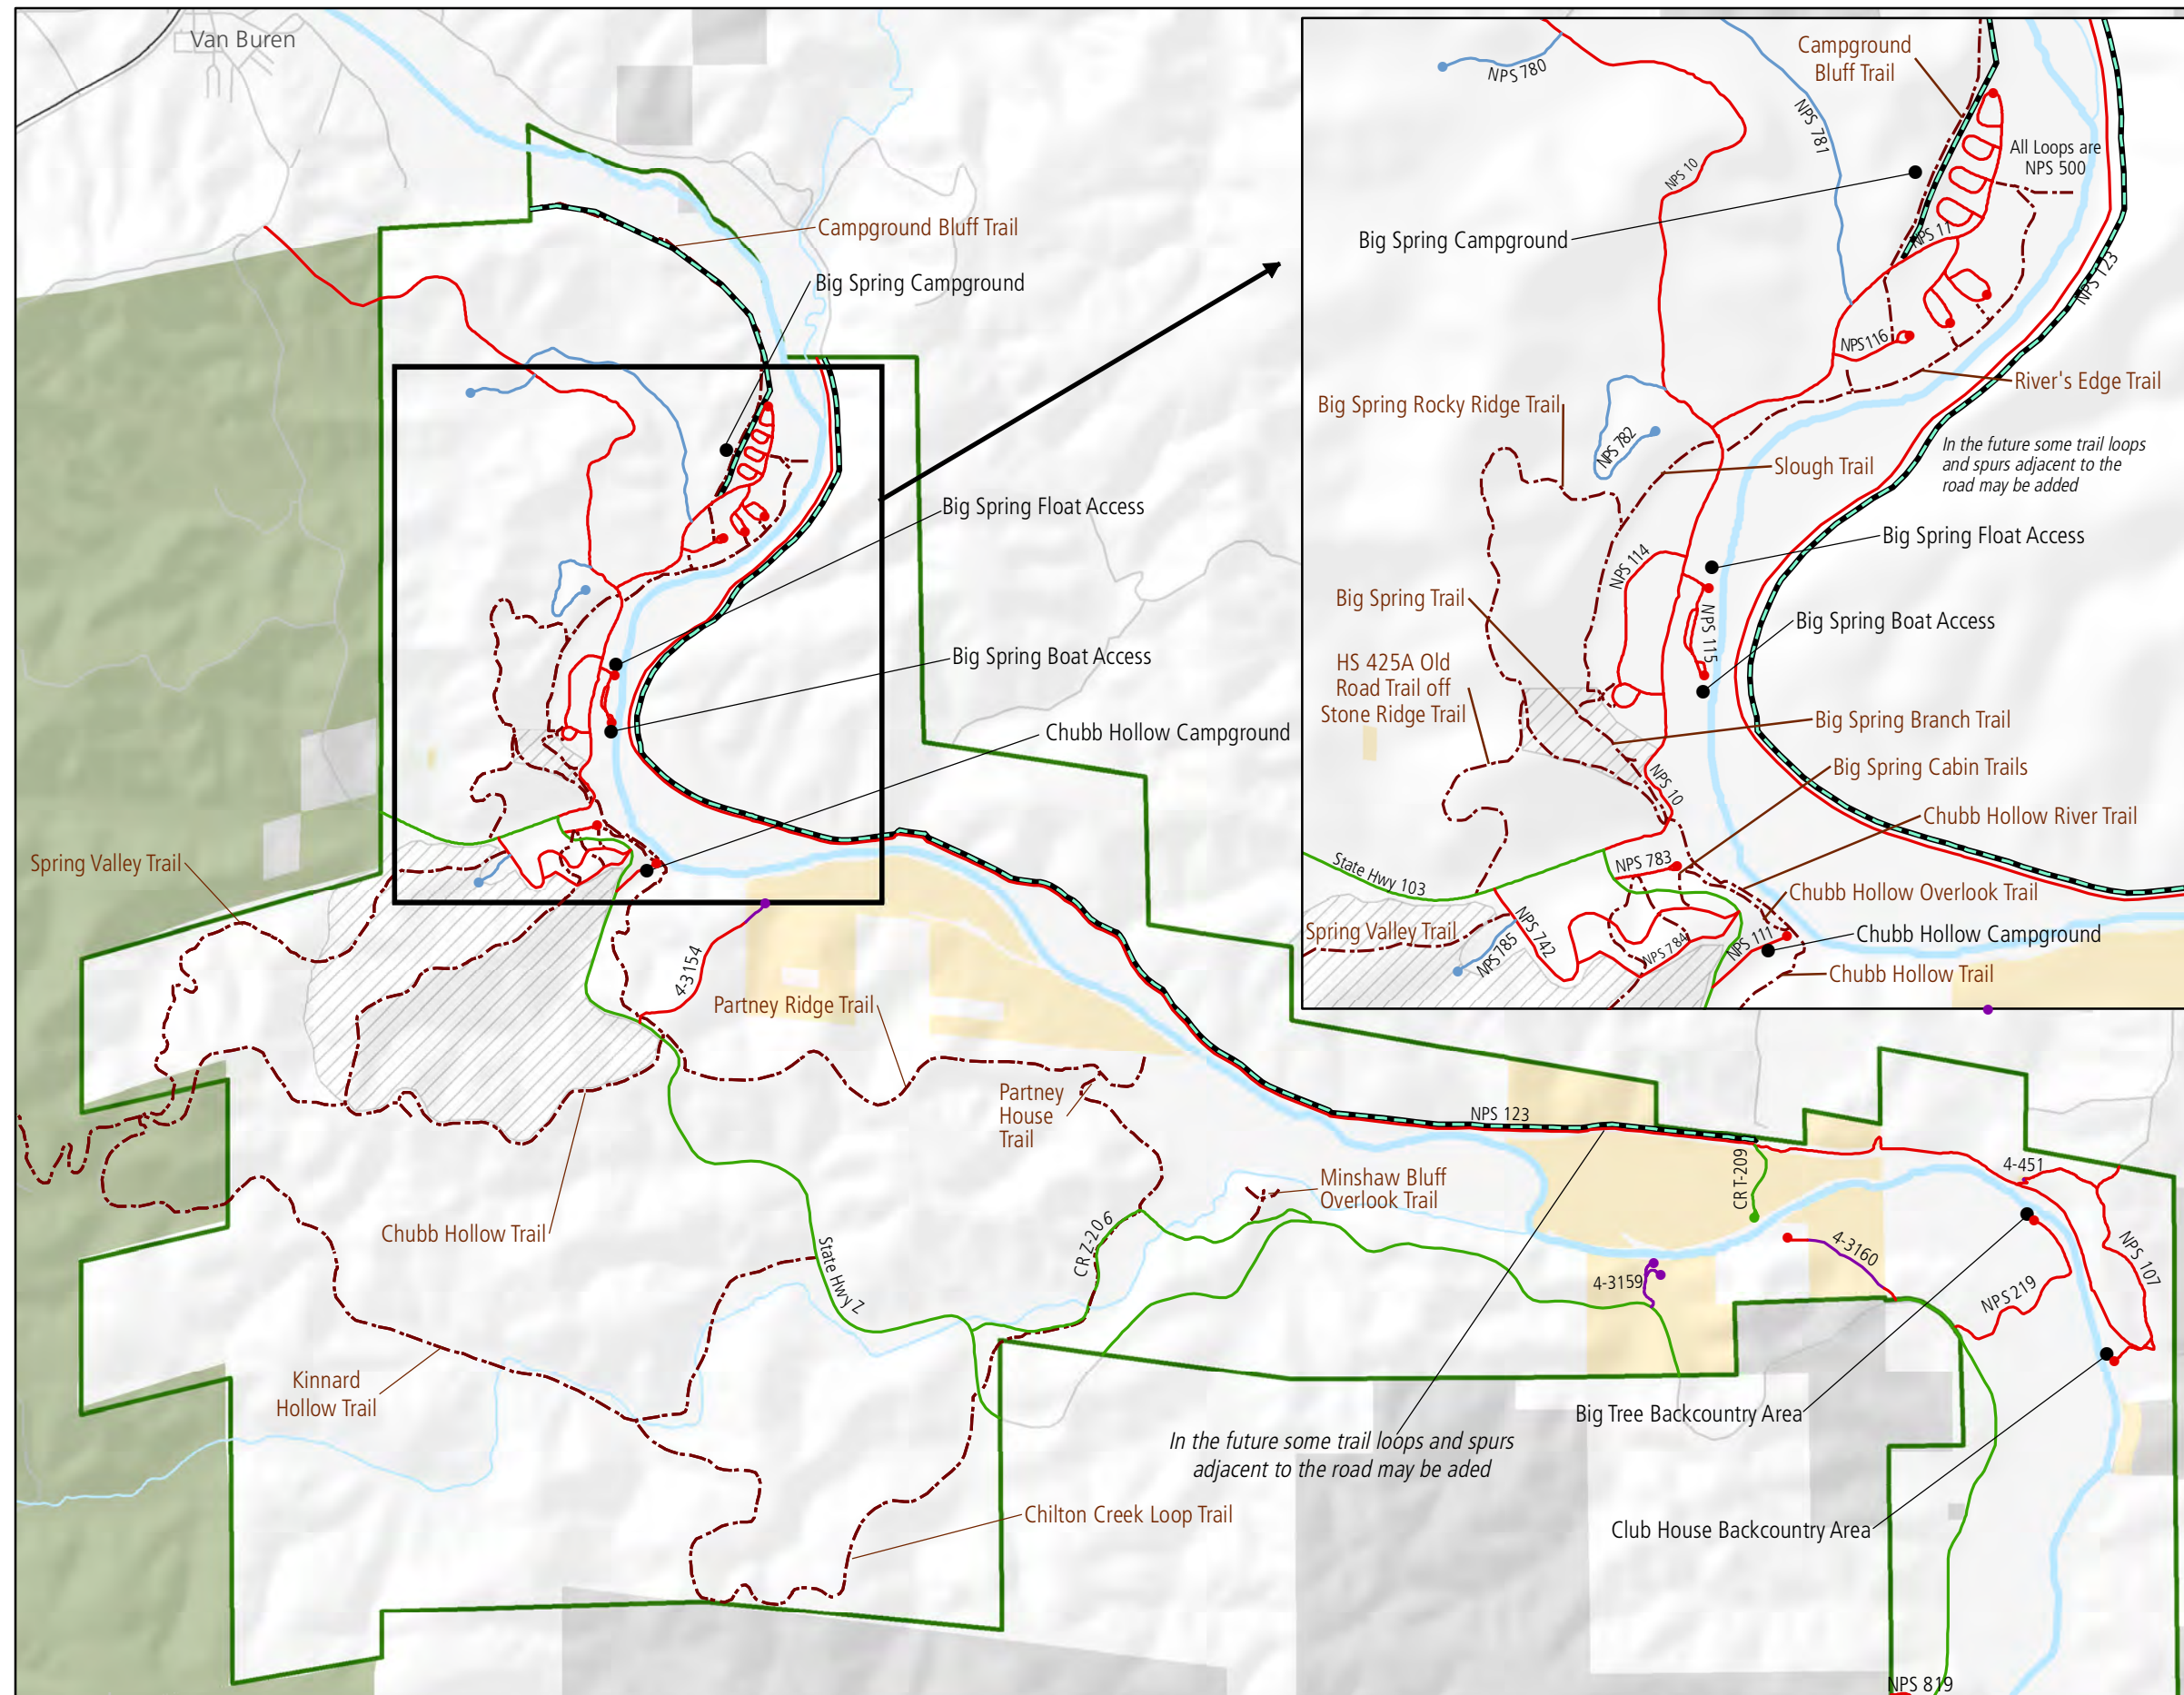 Van Buren
Campground Bluff Trail
Big Spring Campground
Big Spring Float Access
Big Spring Boat Access
Chubb Hollow Campground
Spring Valley Trail
4-3154
Partney Ridge Trail
Partney
House
Trail
NPS 123
Minshaw Bluff
Overlook Trail
CR T-209
4-451
Chubb Hollow Trail
State Hwy Z
CR Z-206
4-3159
4-3160
NPS 219
NPS 107
Kinnard
Hollow Trail
Big Tree Backcountry Area
In the future some trail loops and spurs
adjacent to the road may be aded
Chilton Creek Loop Trail
Club House Backcountry Area
NPS 819
NPS 780
Campground
Bluff Trail
NPS 781
All Loops are
NPS 500
NPS 10
Big Spring Campground
NPS 11
NPS 123
NPS116
River's Edge Trail
Big Spring Rocky Ridge Trail
NPS 782
Slough Trail
In the future some trail loops
and spurs adjacent to the
road may be added
Big Spring Float Access
NPS 114
Big Spring Trail
NPS 115
Big Spring Boat Access
HS 425A Old
Road Trail off
Stone Ridge Trail
Big Spring Branch Trail
Big Spring Cabin Trails
NPS 10
Chubb Hollow River Trail
State Hwy 103
NPS 783
Chubb Hollow Overlook Trail
Spring Valley Trail
NPS 785
NPS 742
NPS 784
NPS 111
Chubb Hollow Campground
Chubb Hollow Trail